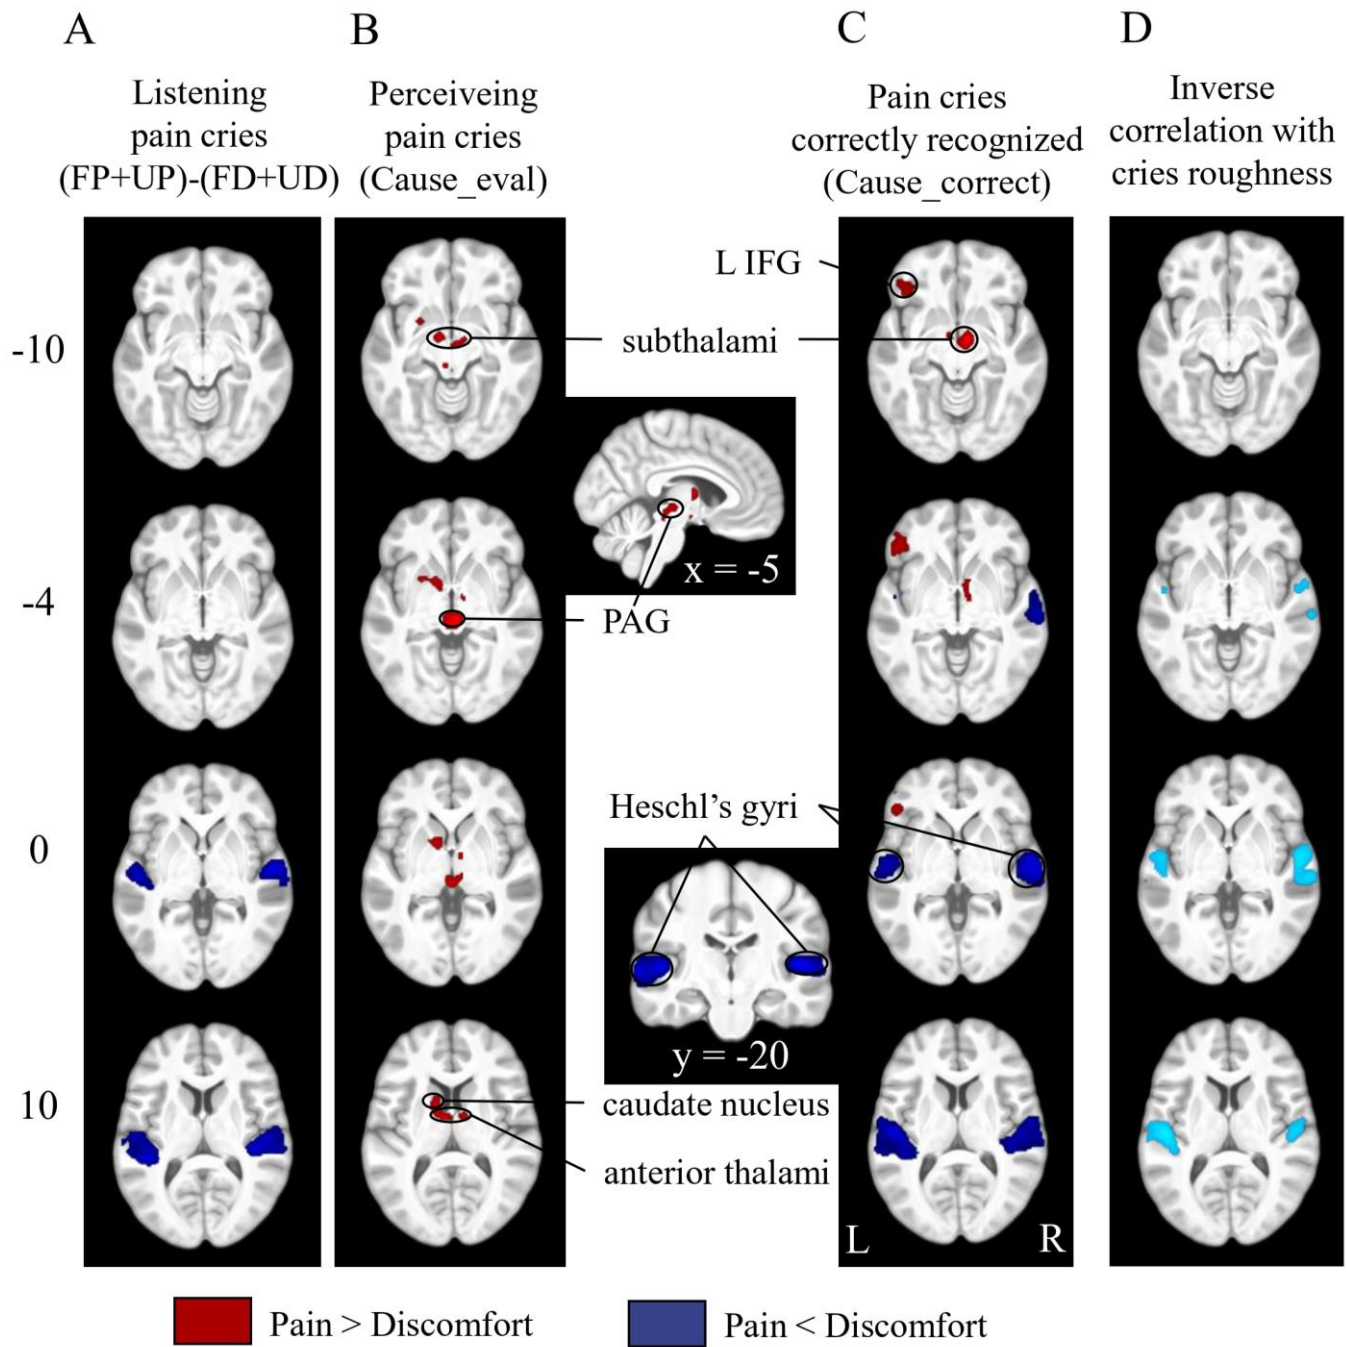 A
B
C
D
Listening
pain cries
(FP+UP)-(FD+UD)
Perceiveing
pain cries
(Cause_eval)
Pain cries
correctly recognized
(Cause_correct)
Inverse
correlation with
cries roughness
L IFG
-10
subthalami
x = -5
-4
PAG
Heschl's gyri
0
y = -20
10
caudate nucleus
anterior thalami
L
R
Pain > Discomfort
Pain < Discomfort